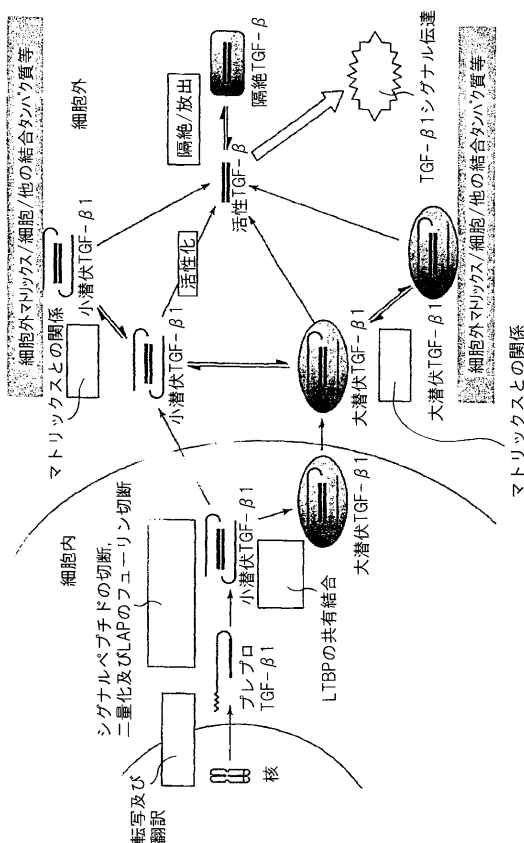 転写及び
翻訳
核
プレプロ
TGF-β1
シグナルペプチドの切断,
二量化及びLAPのフューリン切断
細胞内
小潜伏TGF-β1
LTBPの共有結合
大潜伏TGF-β1
マトリックスとの関係
小潜伏TGF-β1
大潜伏TGF-β1
細胞外マトリックス/細胞/他の結合タンパク質等
小潜伏TGF-β1
活性化
細胞外
活性TGF-β
隔絶/放出
隔絶TGF-β
TGF-β1シグナル伝達
大潜伏TGF-β1
細胞外マトリックス/細胞/他の結合タンパク質等
マトリックスとの関係